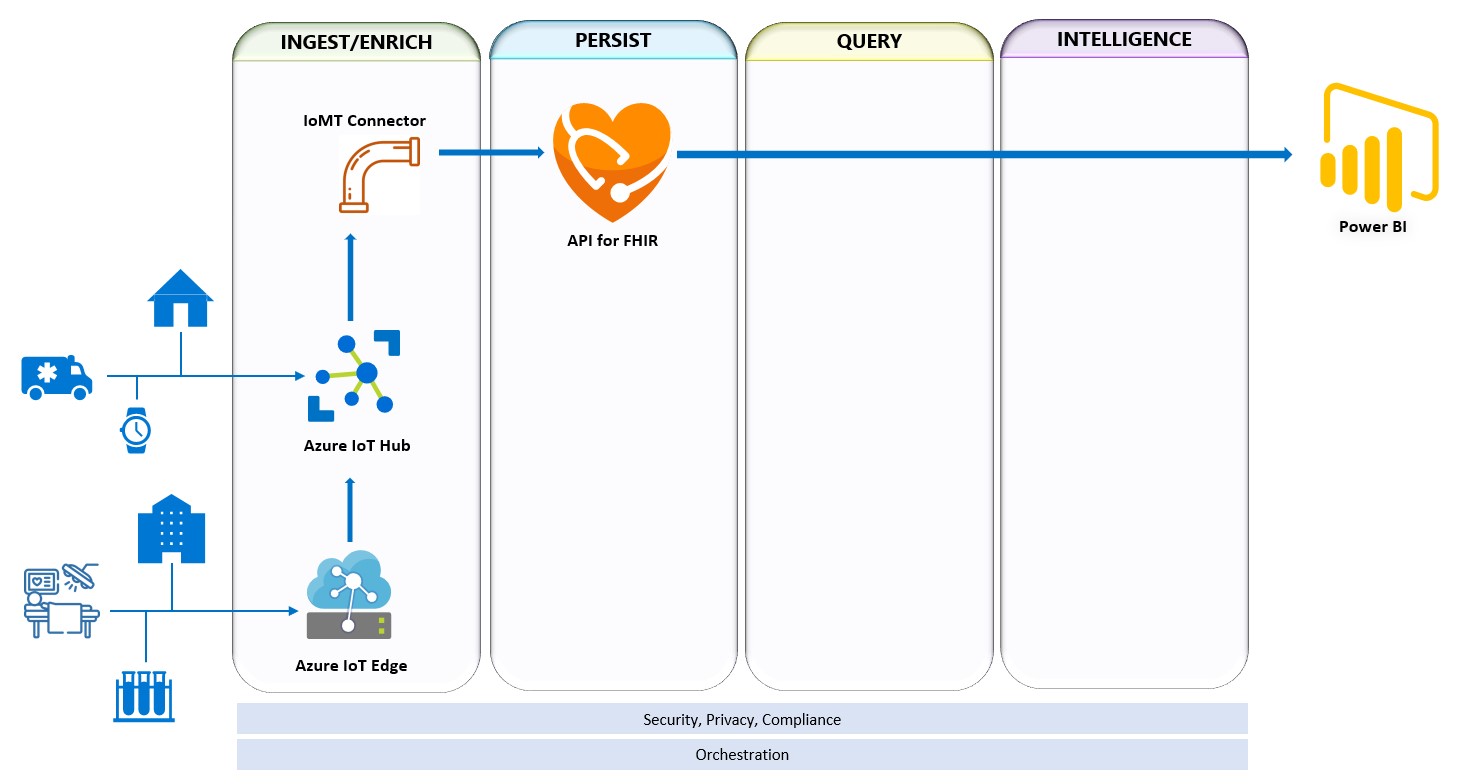 INGEST/ENRICH
PERSIST
QUERY
INTELLIGENCE
IoMT Connector
API for FHIR
Power BI
Azure IoT Hub
Azure IoT Edge
Security, Privacy, Compliance
Orchestration